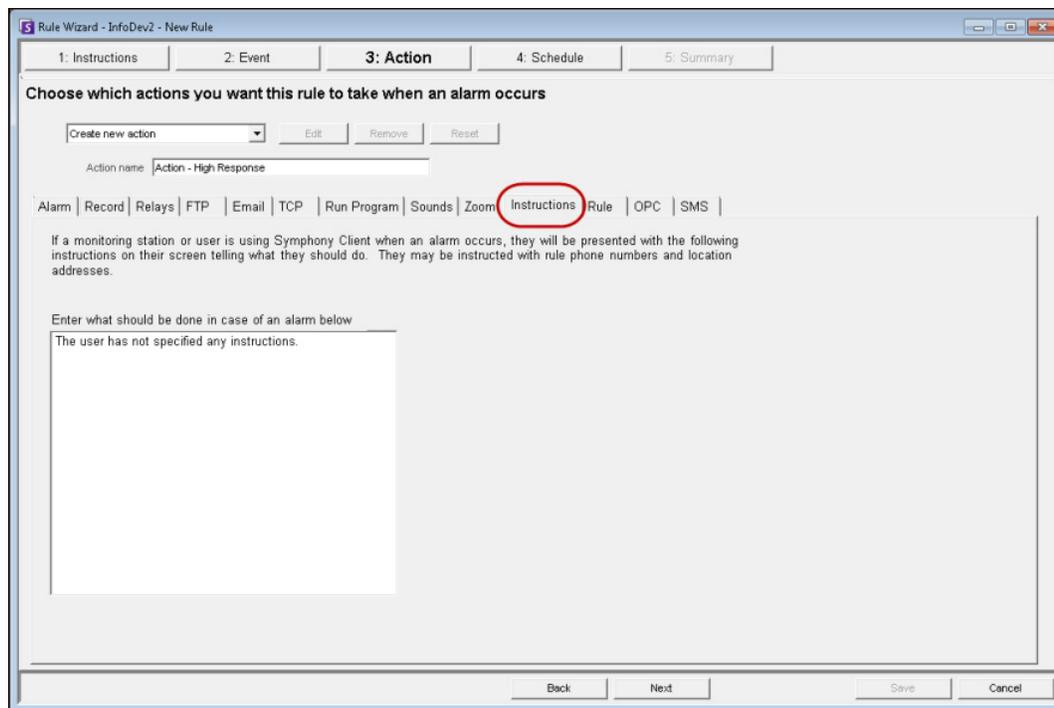 Rule Wizard - InfoDev2 - New Rule
1: Instructions 2: Event 3: Action 4: Schedule 5: Summary
Choose which actions you want this rule to take when an alarm occurs
Create new action Edit Remove Reset
Action name Action - High Response
Alarm Record Relays FTP Email TCP Run Program Sounds Zoom Instructions Rule OPC SMS
If a monitoring station or user is using Symphony Client when an alarm occurs, they will be presented with the following
instructions on their screen telling what they should do. They may be instructed with rule phone numbers and location
addresses.
Enter what should be done in case of an alarm below
The user has not specified any instructions.
Back Next Save Cancel